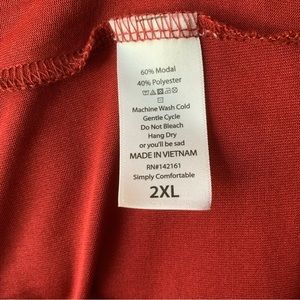 60% Modal
40% Polyester
Machine Wash Cold
Gentle Cycle
Do Not Bleach
Hang Dry
or you'll be sad
MADE IN VIETNAM
RN#142161
Simply Comfortable
2XL